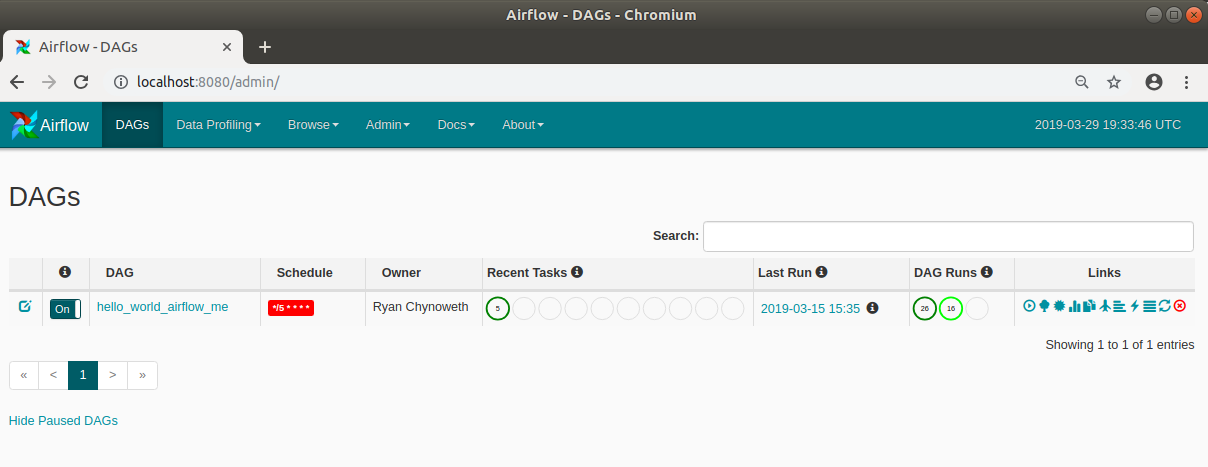 Airflow - DAGs - Chromium
Airflow - DAGs
localhost:8080/admin/
Airflow DAGs Data Profiling Browse Admin Docs About 2019-03-29 19:33:46 UTC
DAGs
Search:
DAG Schedule Owner Recent Tasks Last Run DAG Runs Links
On hello_world_airflow_me */5 * * * * Ryan Chynoweth 5 2019-03-15 15:35 26 16
Showing 1 to 1 of 1 entries
« < 1 > »
Hide Paused DAGs